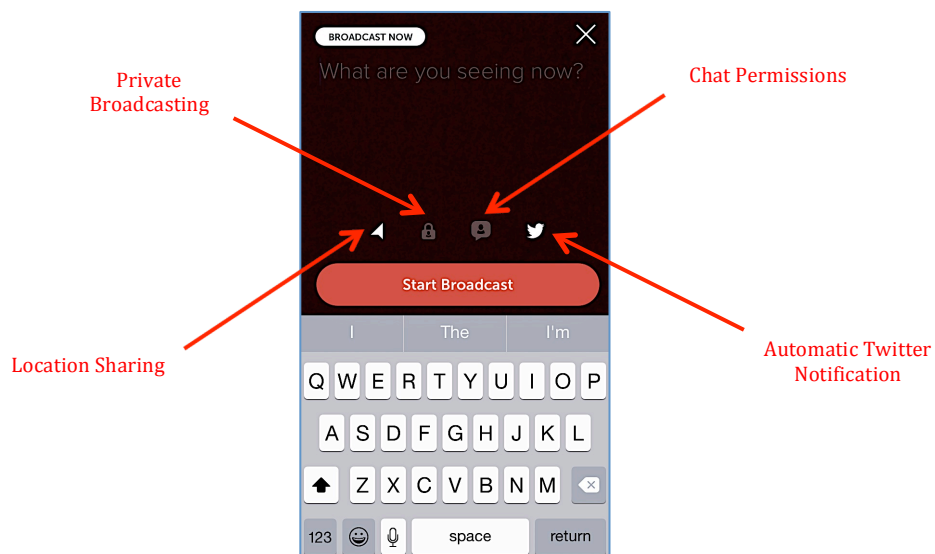 BROADCAST NOW
What are you seeing now?
Private
Broadcasting
Chat Permissions
Start Broadcast
Location Sharing
Automatic Twitter
Notification
I The I'm
Q W E R T Y U I O P
A S D F G H J K L
Z X C V B N M
123 space return